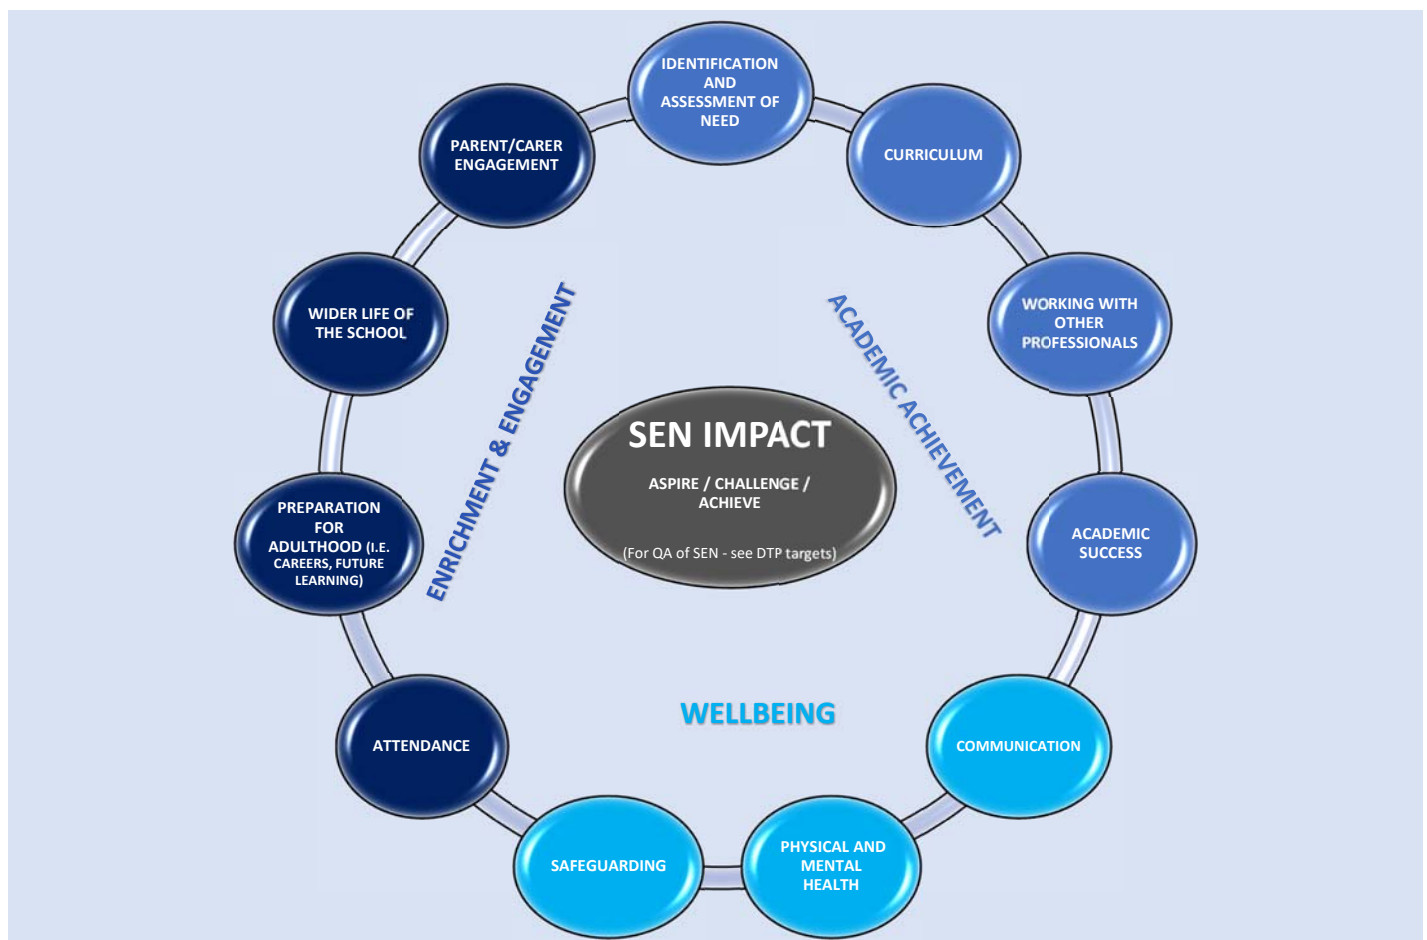 IDENTIFICATION
AND
ASSESSMENT OF
NEED
CURRICULUM
WORKING WITH
OTHER
PROFESSIONALS
ACADEMIC
SUCCESS
COMMUNICATION
PHYSICAL AND
MENTAL
HEALTH
SAFEGUARDING
ATTENDANCE
PREPARATION
FOR
ADULTHOOD (I.E.
CAREERS, FUTURE
LEARNING)
WIDER LIFE OF
THE SCHOOL
PARENT/CARER
ENGAGEMENT
ENRICHMENT & ENGAGEMENT
ACADEMIC ACHIEVEMENT
WELLBEING
SEN IMPACT
ASPIRE / CHALLENGE /
ACHIEVE
(For QA of SEN - see DTP targets)